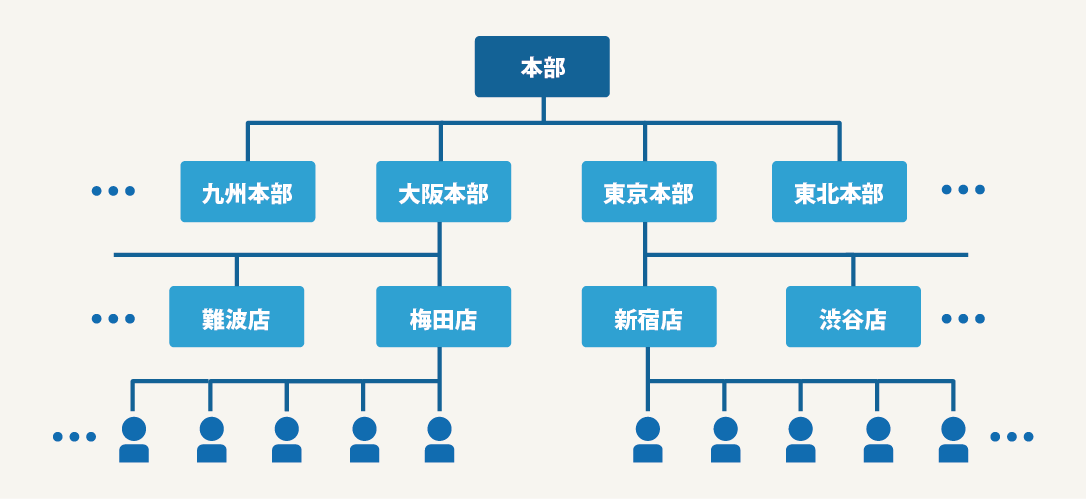 本部
九州本部
大阪本部
東京本部
東北本部
難波店
梅田店
新宿店
渋谷店